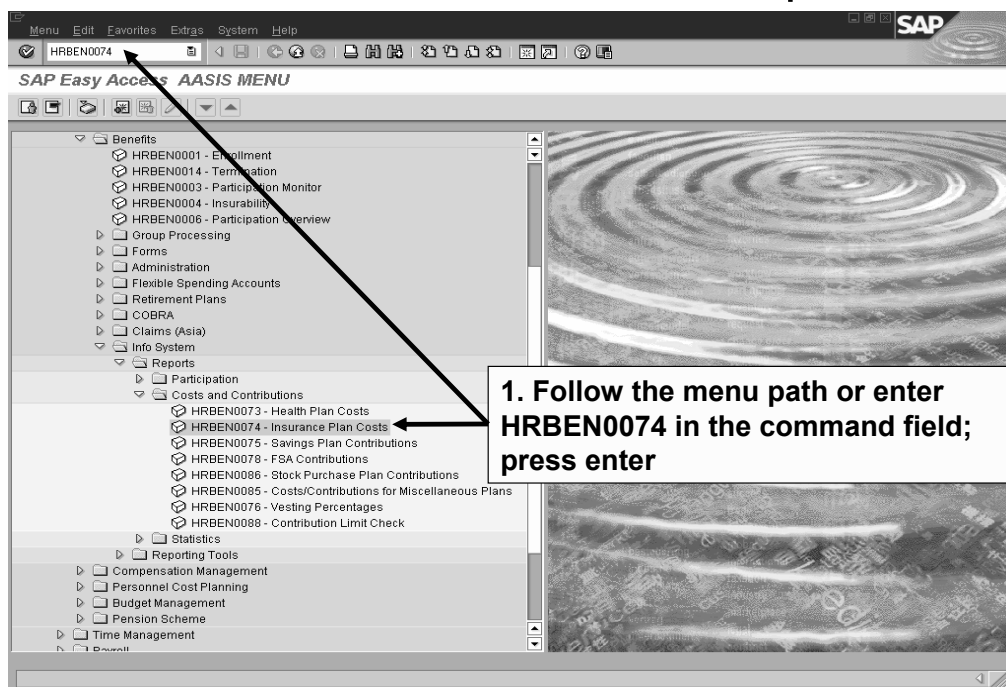 Menu Edit Favorites Extras System Help
SAP
HRBEN0074
SAP Easy Access AASIS MENU
Benefits
HRBEN0001 - Enrollment
HRBEN0014 - Termination
HRBEN0003 - Participation Monitor
HRBEN0004 - Insurability
HRBEN0006 - Participation Overview
Group Processing
Forms
Administration
Flexible Spending Accounts
Retirement Plans
COBRA
Claims (Asia)
Info System
Reports
Participation
Costs and Contributions
HRBEN0073 - Health Plan Costs
HRBEN0074 - Insurance Plan Costs
HRBEN0075 - Savings Plan Contributions
HRBEN0078 - FSA Contributions
HRBEN0086 - Stock Purchase Plan Contributions
HRBEN0085 - Costs/Contributions for Miscellaneous Plans
HRBEN0076 - Vesting Percentages
HRBEN0088 - Contribution Limit Check
Statistics
Reporting Tools
Compensation Management
Personnel Cost Planning
Budget Management
Pension Scheme
Time Management
Payroll
1. Follow the menu path or enter
HRBEN0074 in the command field;
press enter